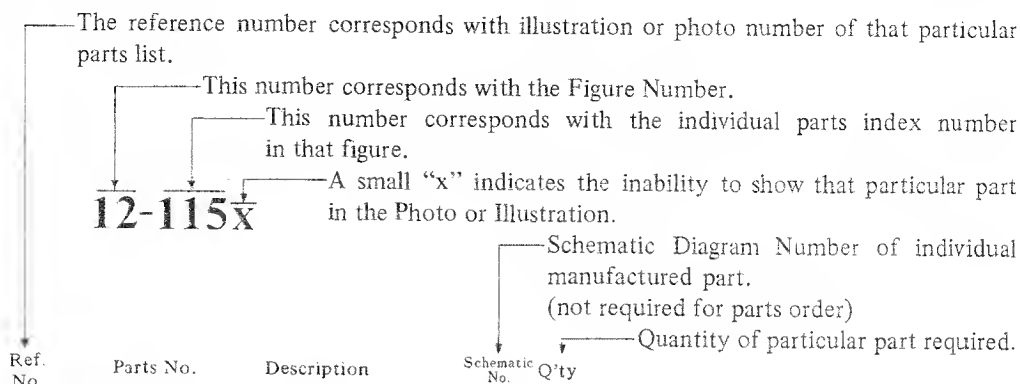 The reference number corresponds with illustration or photo number of that particular
parts list.
This number corresponds with the Figure Number.
This number corresponds with the individual parts index number
in that figure.
A small “x” indicates the inability to show that particular part
in the Photo or Illustration.
12-115x
Schematic Diagram Number of individual
manufactured part.
(not required for parts order)
Quantity of particular part required.
Ref. Parts No. Description Schematic Q'ty
No. No.